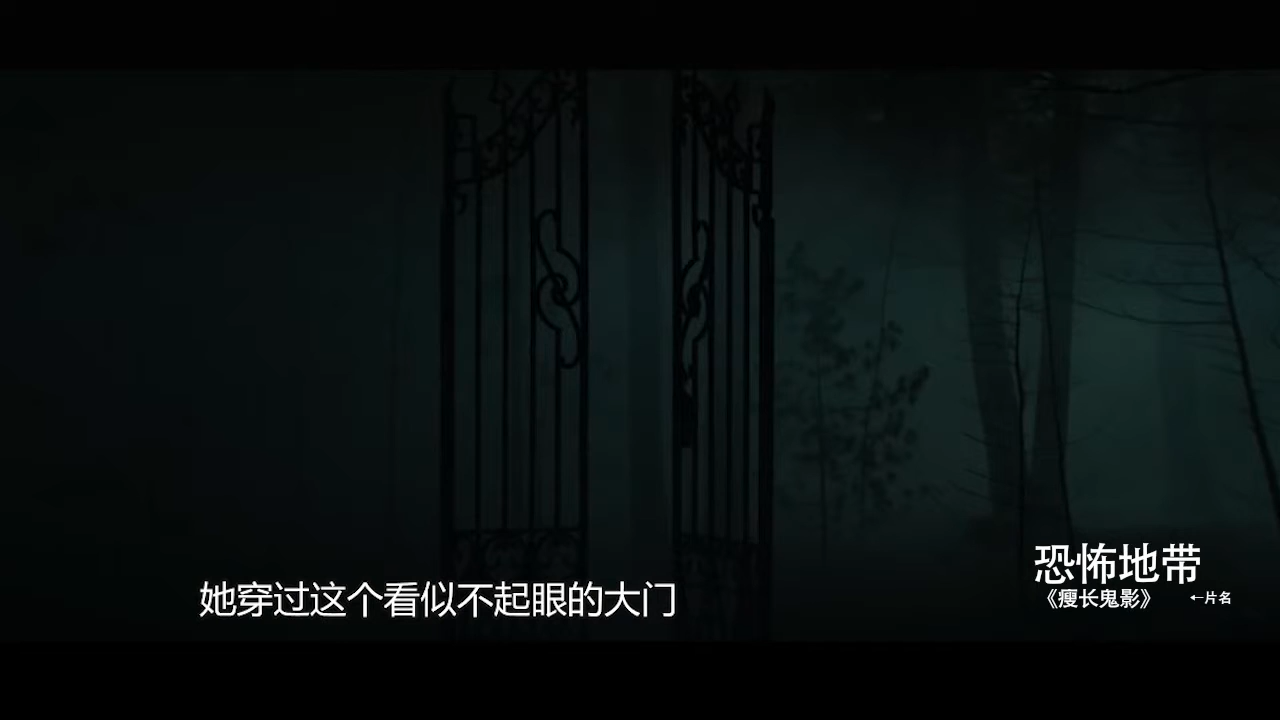 恐怖地带
她穿过这个看似不起眼的大门
《瘦长鬼影》 ←片名